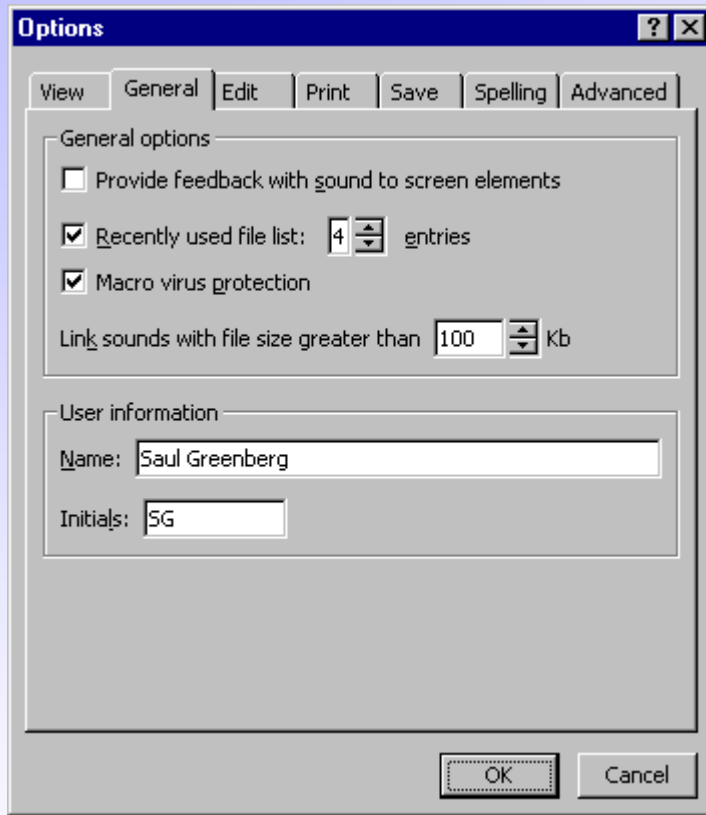 Options
View General Edit Print Save Spelling Advanced
General options
Provide feedback with sound to screen elements
Recently used file list: 4 entries
Macro virus protection
Link sounds with file size greater than 100 Kb
User information
Name: Saul Greenberg
Initials: SG
OK Cancel